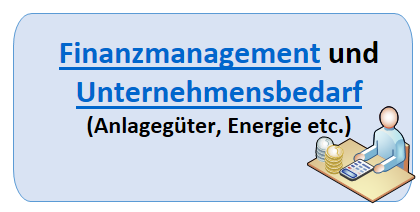 Finanzmanagement und
Unternehmensbedarf
(Anlagegüter, Energie etc.)